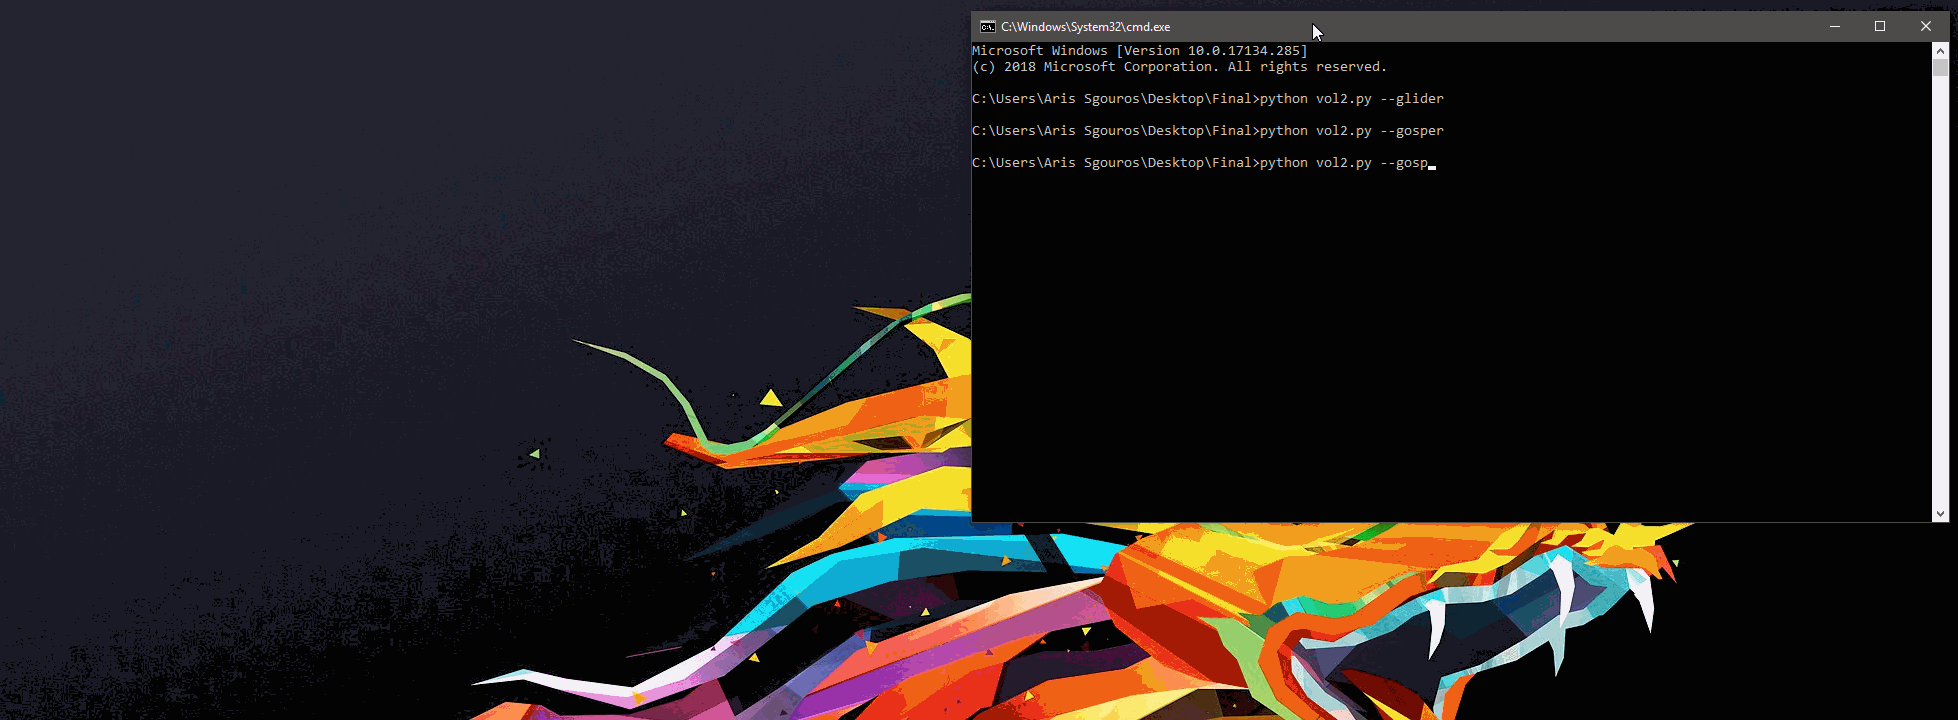 C:\Windows\System32\cmd.exe
Microsoft Windows [Version 10.0.17134.285]
(c) 2018 Microsoft Corporation. All rights reserved.
C:\Users\Aris Sgouros\Desktop\Final>python vol2.py --glider
C:\Users\Aris Sgouros\Desktop\Final>python vol2.py --gosper
C:\Users\Aris Sgouros\Desktop\Final>python vol2.py --gosp